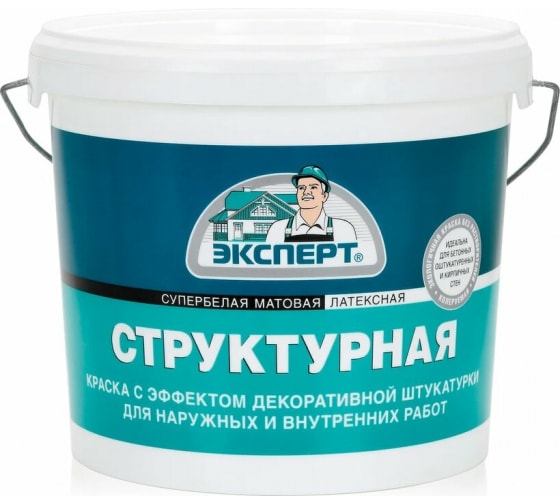 ЭКСПЕРТ®
СУПЕРБЕЛАЯ МАТОВАЯ ЛАТЕКСНАЯ
СТРУКТУРНАЯ
КРАСКА С ЭФФЕКТОМ ДЕКОРАТИВНОЙ ШТУКАТУРКИ
ДЛЯ НАРУЖНЫХ И ВНУТРЕННИХ РАБОТ
ИДЕАЛЬНА
ДЛЯ БЕТОННЫХ
ОШТУКАТУРЕННЫХ
И КИРПИЧНЫХ
СТЕН